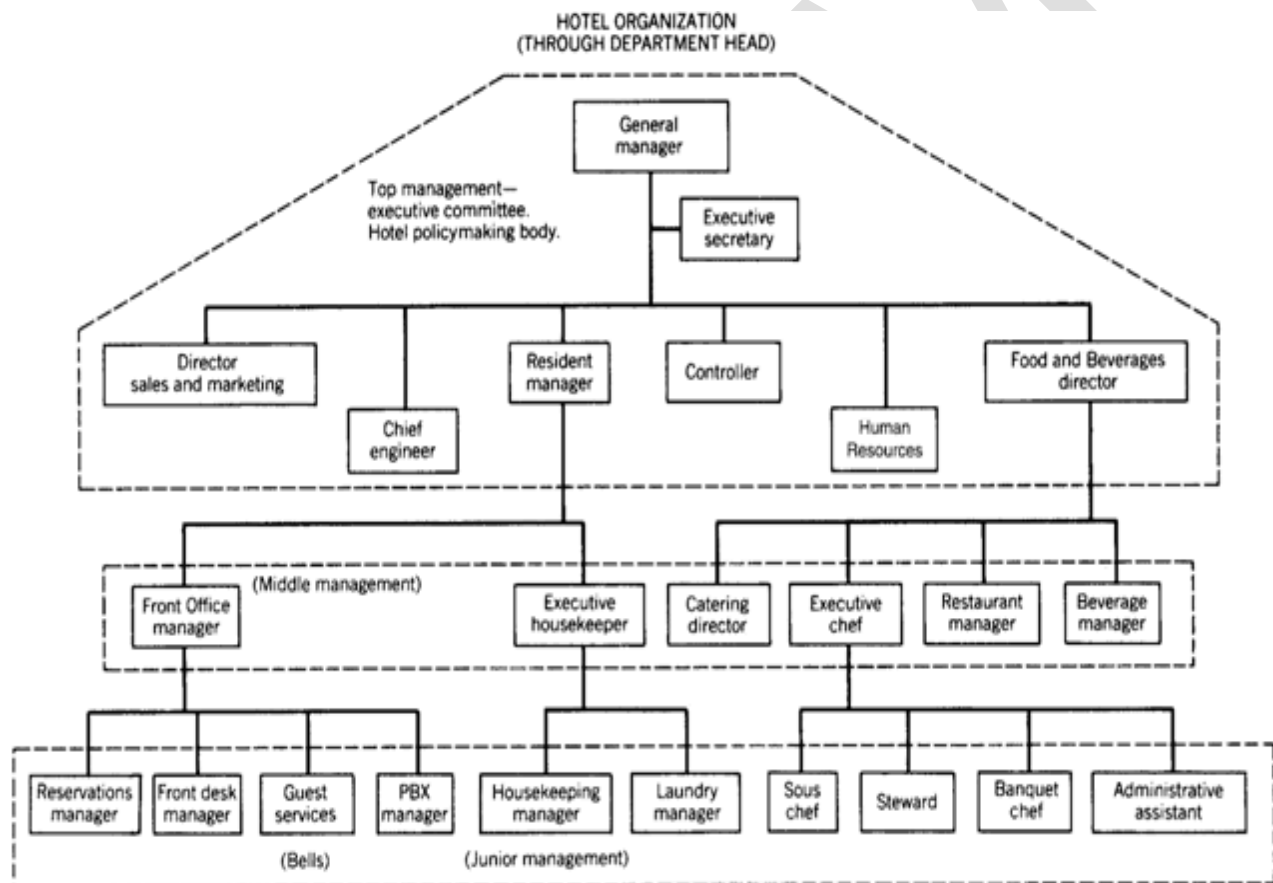 HOTEL ORGANIZATION
(THROUGH DEPARTMENT HEAD)
General
manager
Top management—
executive committee.
Hotel policymaking body.
Executive
secretary
Director
sales and marketing
Chief
engineer
Resident
manager
Controller
Human
Resources
Food and Beverages
director
(Middle management)
Front Office
manager
Executive
housekeeper
Catering
director
Executive
chef
Restaurant
manager
Beverage
manager
Reservations
manager
Front desk
manager
Guest
services
PBX
manager
Housekeeping
manager
Laundry
manager
Sous
chef
Steward
Banquet
chef
Administrative
assistant
(Bells)
(Junior management)